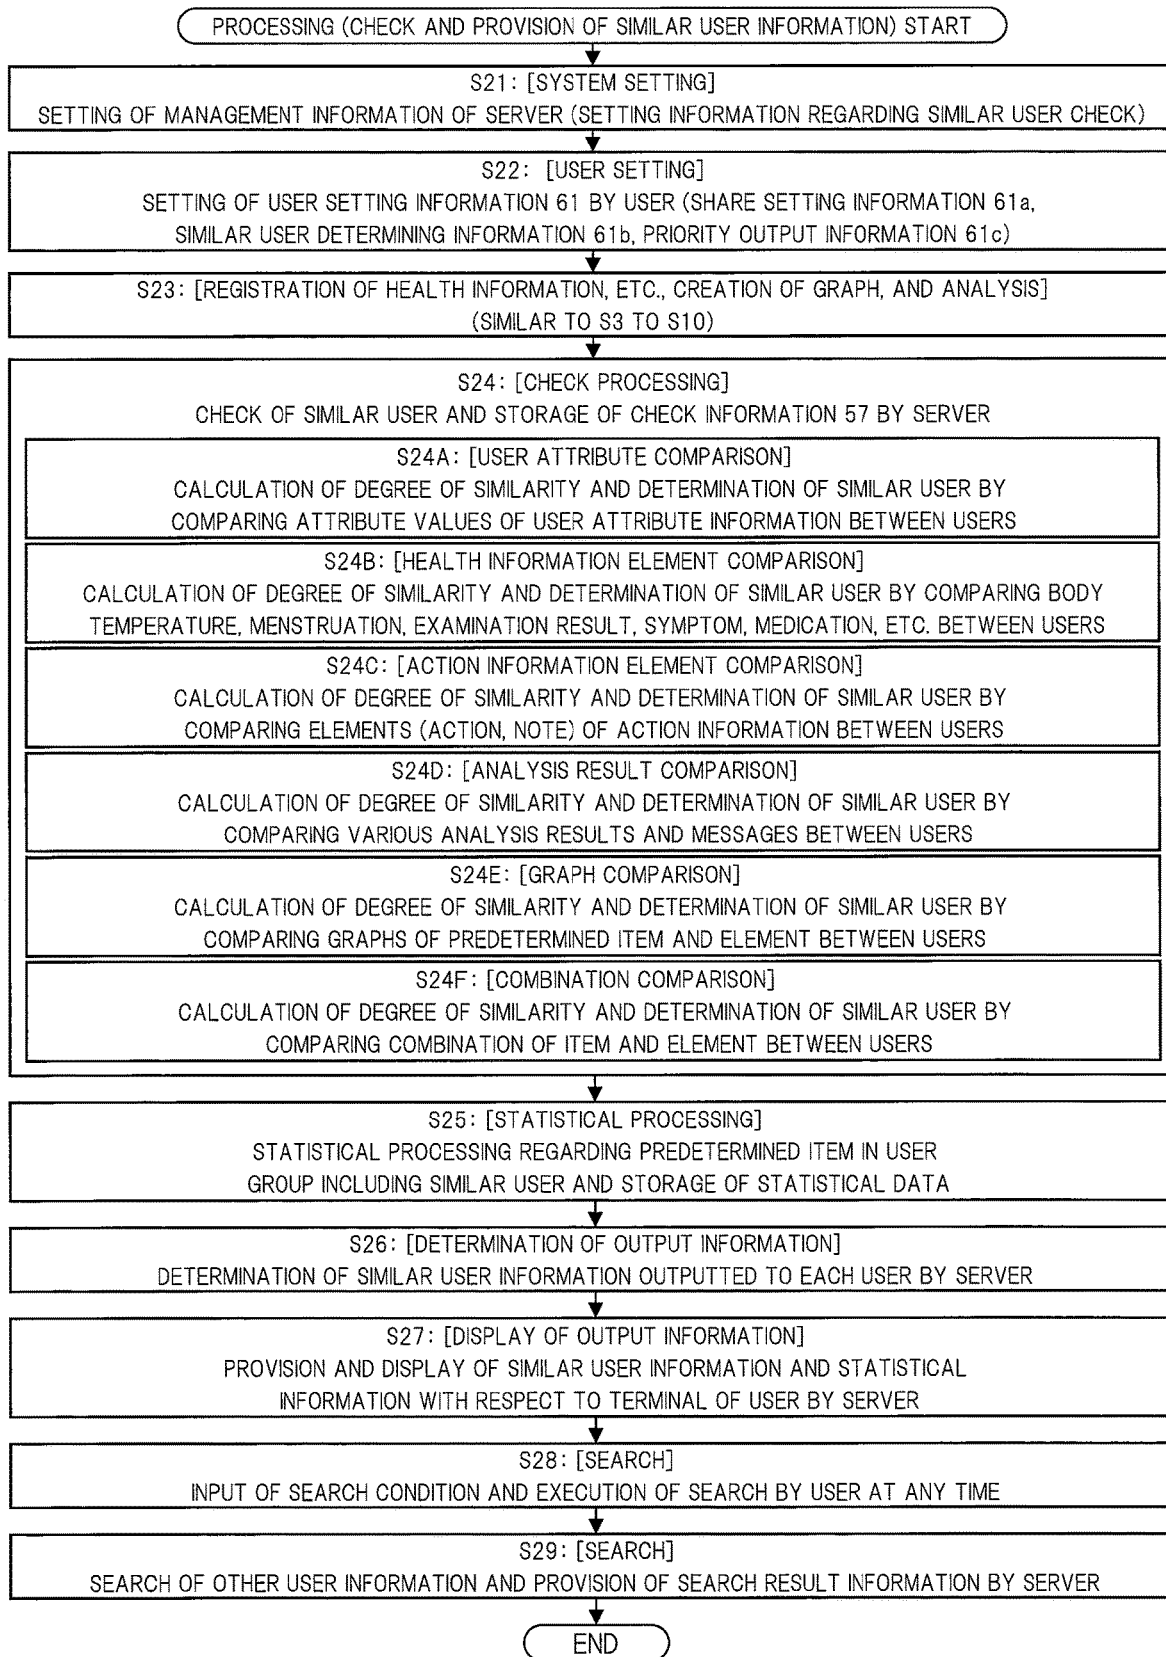 PROCESSING (CHECK AND PROVISION OF SIMILAR USER INFORMATION) START
S21: [SYSTEM SETTING]
SETTING OF MANAGEMENT INFORMATION OF SERVER (SETTING INFORMATION REGARDING SIMILAR USER CHECK)
S22: [USER SETTING]
SETTING OF USER SETTING INFORMATION 61 BY USER (SHARE SETTING INFORMATION 61a,
SIMILAR USER DETERMINING INFORMATION 61b, PRIORITY OUTPUT INFORMATION 61c)
S23: [REGISTRATION OF HEALTH INFORMATION, ETC., CREATION OF GRAPH, AND ANALYSIS]
(SIMILAR TO S3 TO S10)
S24: [CHECK PROCESSING]
CHECK OF SIMILAR USER AND STORAGE OF CHECK INFORMATION 57 BY SERVER
S24A: [USER ATTRIBUTE COMPARISON]
CALCULATION OF DEGREE OF SIMILARITY AND DETERMINATION OF SIMILAR USER BY
COMPARING ATTRIBUTE VALUES OF USER ATTRIBUTE INFORMATION BETWEEN USERS
S24B: [HEALTH INFORMATION ELEMENT COMPARISON]
CALCULATION OF DEGREE OF SIMILARITY AND DETERMINATION OF SIMILAR USER BY COMPARING BODY
TEMPERATURE, MENSTRUATION, EXAMINATION RESULT, SYMPTOM, MEDICATION, ETC. BETWEEN USERS
S24C: [ACTION INFORMATION ELEMENT COMPARISON]
CALCULATION OF DEGREE OF SIMILARITY AND DETERMINATION OF SIMILAR USER BY
COMPARING ELEMENTS (ACTION, NOTE) OF ACTION INFORMATION BETWEEN USERS
S24D: [ANALYSIS RESULT COMPARISON]
CALCULATION OF DEGREE OF SIMILARITY AND DETERMINATION OF SIMILAR USER BY
COMPARING VARIOUS ANALYSIS RESULTS AND MESSAGES BETWEEN USERS
S24E: [GRAPH COMPARISON]
CALCULATION OF DEGREE OF SIMILARITY AND DETERMINATION OF SIMILAR USER BY
COMPARING GRAPHS OF PREDETERMINED ITEM AND ELEMENT BETWEEN USERS
S24F: [COMBINATION COMPARISON]
CALCULATION OF DEGREE OF SIMILARITY AND DETERMINATION OF SIMILAR USER BY
COMPARING COMBINATION OF ITEM AND ELEMENT BETWEEN USERS
S25: [STATISTICAL PROCESSING]
STATISTICAL PROCESSING REGARDING PREDETERMINED ITEM IN USER
GROUP INCLUDING SIMILAR USER AND STORAGE OF STATISTICAL DATA
S26: [DETERMINATION OF OUTPUT INFORMATION]
DETERMINATION OF SIMILAR USER INFORMATION OUTPUTTED TO EACH USER BY SERVER
S27: [DISPLAY OF OUTPUT INFORMATION]
PROVISION AND DISPLAY OF SIMILAR USER INFORMATION AND STATISTICAL
INFORMATION WITH RESPECT TO TERMINAL OF USER BY SERVER
S28: [SEARCH]
INPUT OF SEARCH CONDITION AND EXECUTION OF SEARCH BY USER AT ANY TIME
S29: [SEARCH]
SEARCH OF OTHER USER INFORMATION AND PROVISION OF SEARCH RESULT INFORMATION BY SERVER
END